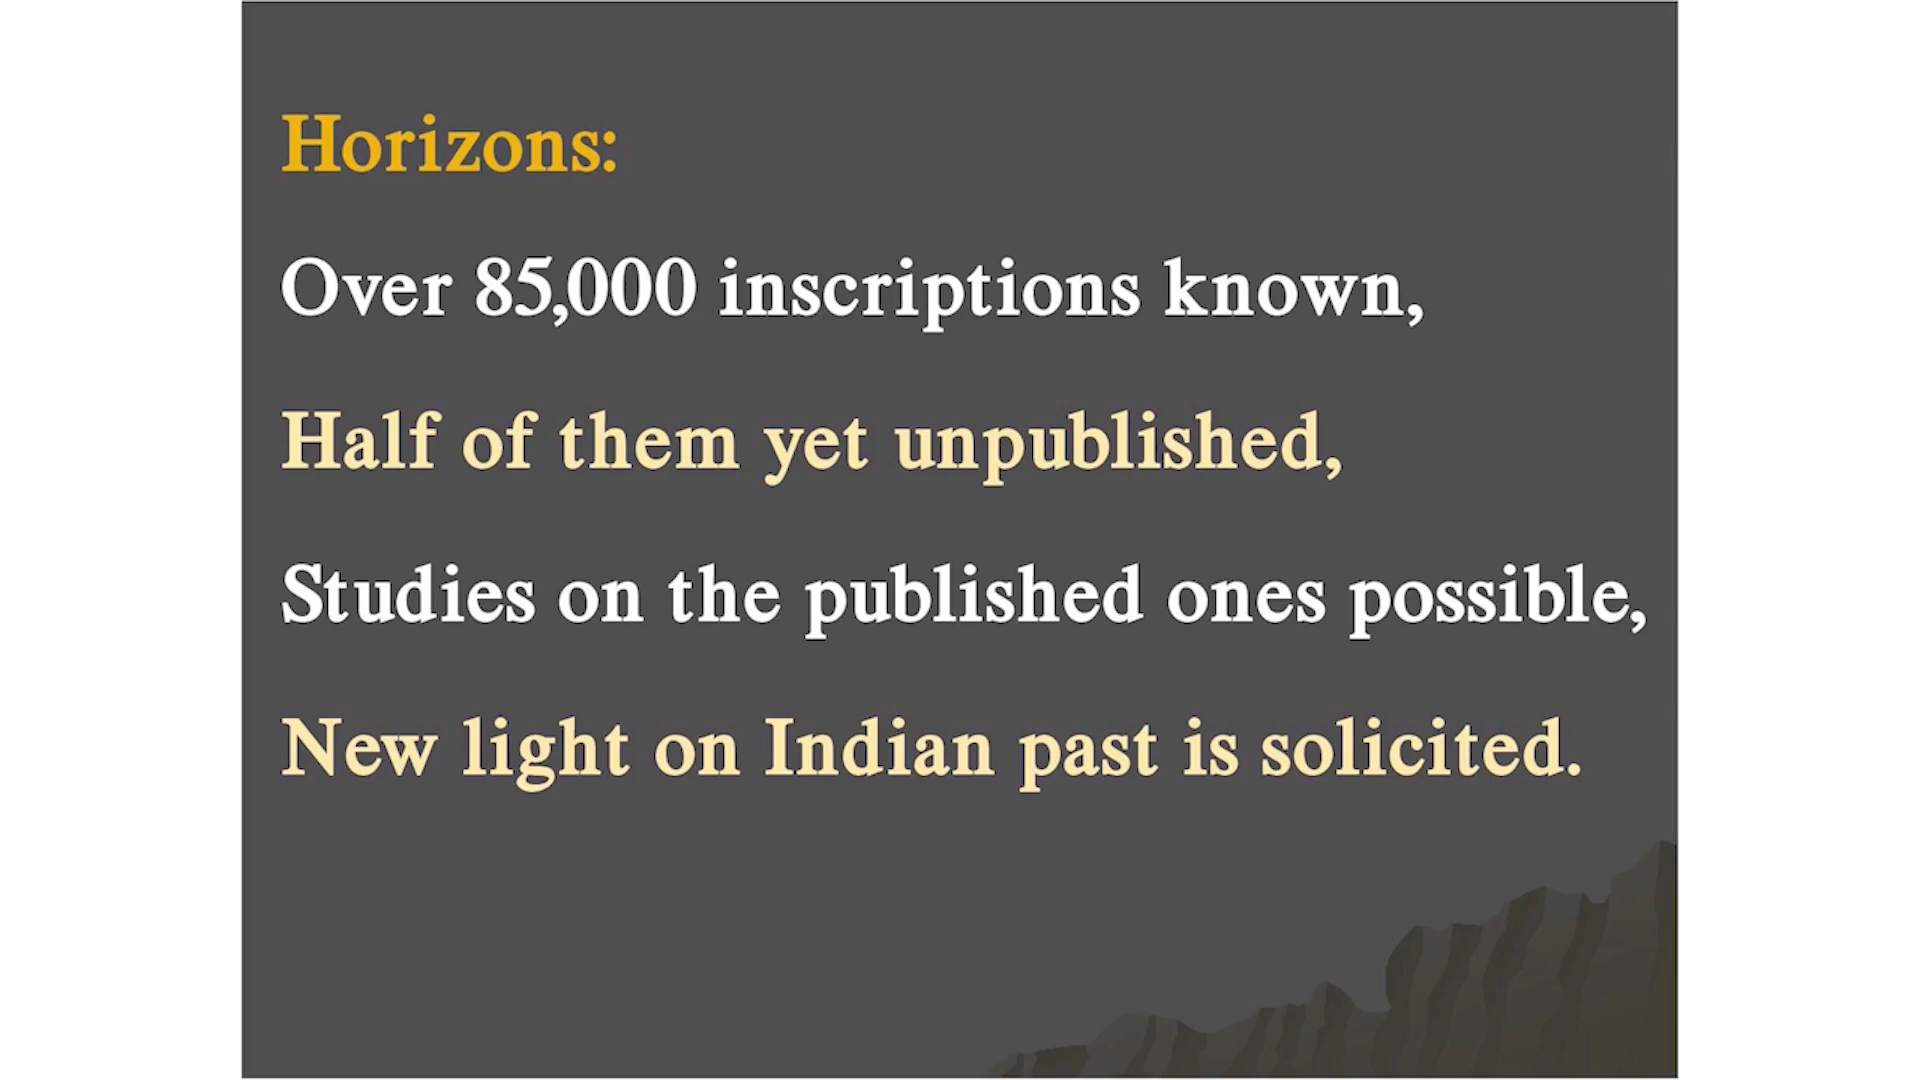 Horizons:
Over 85,000 inscriptions known,
Half of them yet unpublished,
Studies on the published ones possible,
New light on Indian past is solicited.